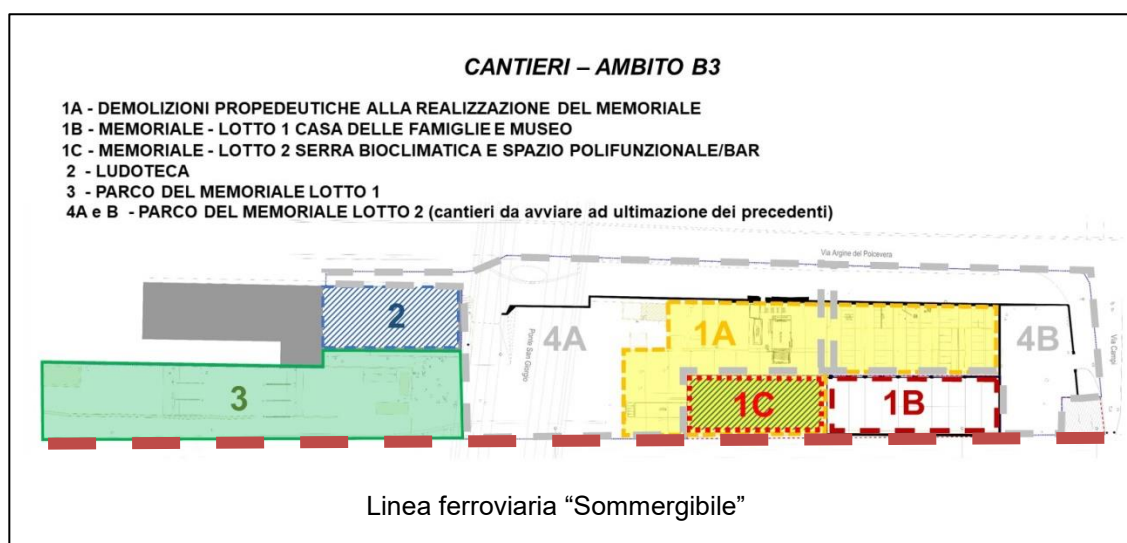 CANTIERI – AMBITO B3
1A - DEMOLIZIONI PROPEDEUTICHE ALLA REALIZZAZIONE DEL MEMORIALE
1B - MEMORIALE - LOTTO 1 CASA DELLE FAMIGLIE E MUSEO
1C - MEMORIALE - LOTTO 2 SERRA BIOCLIMATICA E SPAZIO POLIFUNZIONALE/BAR
2 - LUDOTECA
3 - PARCO DEL MEMORIALE LOTTO 1
4A e B - PARCO DEL MEMORIALE LOTTO 2 (cantieri da avviare ad ultimazione dei precedenti)
Via Argine del Polcevera
2
4A
1A
4B
Ponte San Giorgio
Via Campi
3
1C
1B
Linea ferroviaria “Sommergibile”